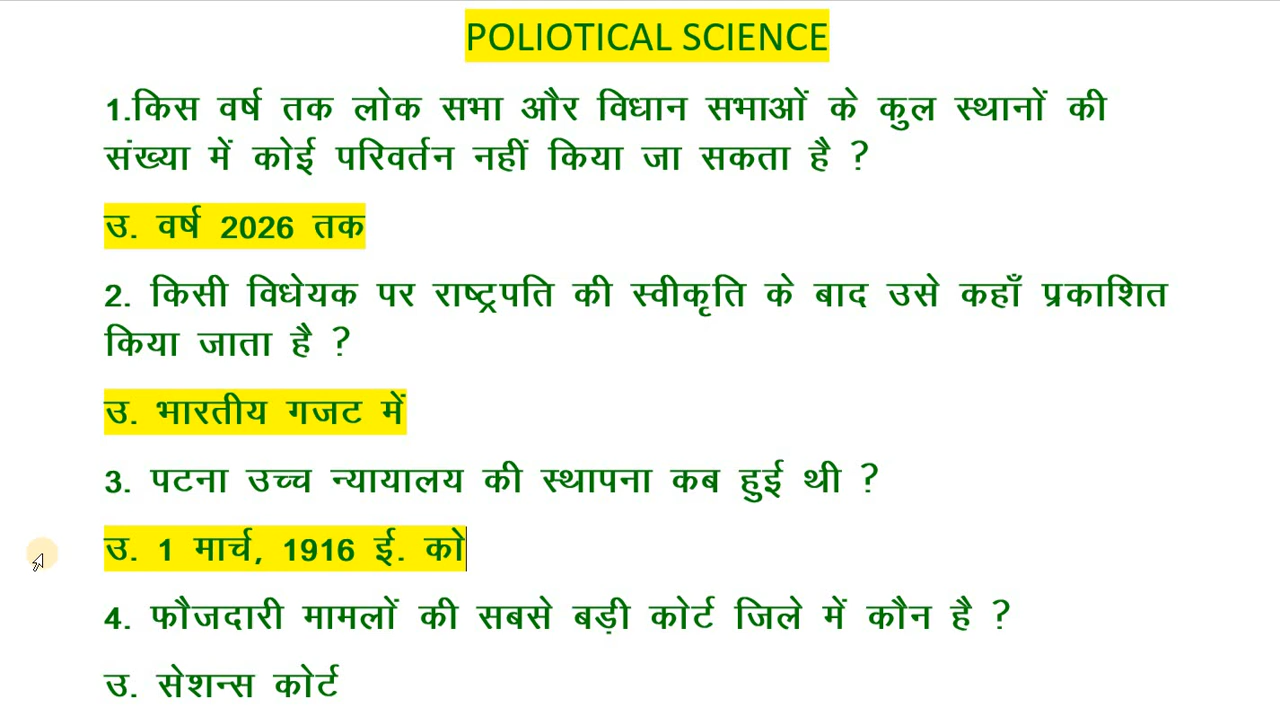 POLIOTICAL SCIENCE
1.किस वर्ष तक लोक सभा और विधान सभाओं के कुल स्थानों की
संख्या में कोई परिवर्तन नहीं किया जा सकता है ?
उ. वर्ष 2026 तक
2. किसी विधेयक पर राष्ट्रपति की स्वीकृति के बाद उसे कहाँ प्रकाशित
किया जाता है ?
उ. भारतीय गजट में
3. पटना उच्च न्यायालय की स्थापना कब हुई थी ?
उ. 1 मार्च, 1916 ई. को
4. फौजदारी मामलों की सबसे बड़ी कोर्ट जिले में कौन है ?
उ. सेशन्स कोर्ट